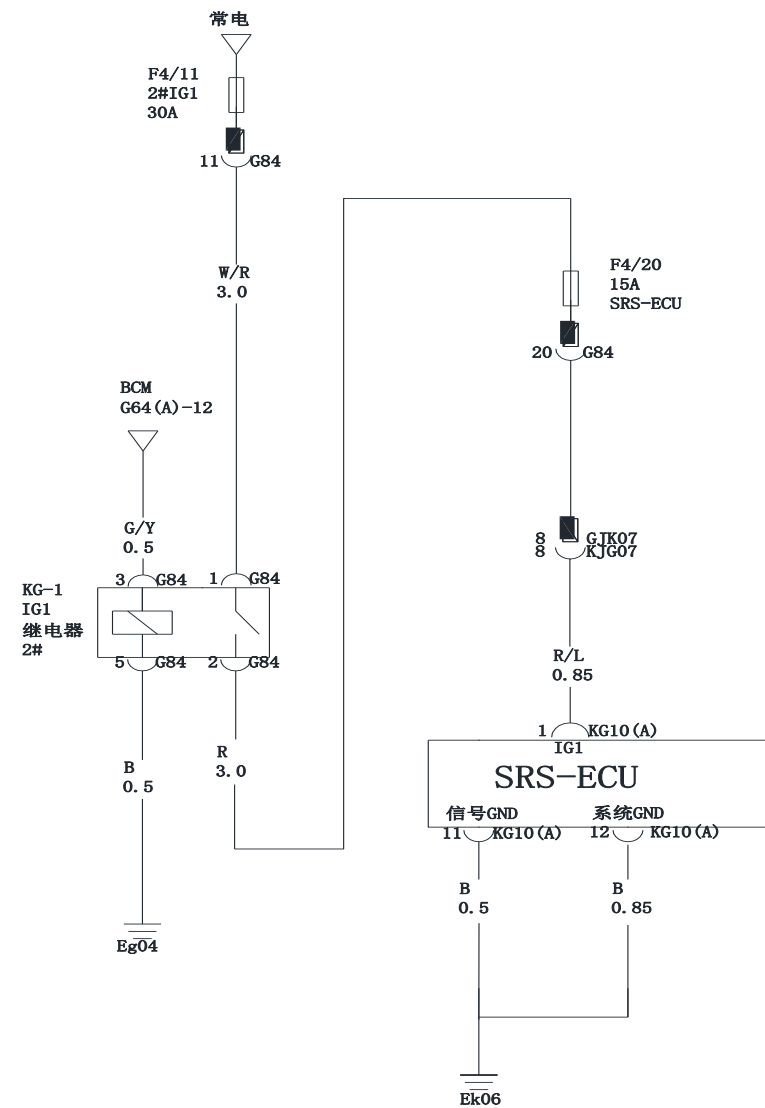 常电
F4/11
2#IG1
30A
11 G84
W/R
3.0
F4/20
15A
SRS-ECU
20 G84
BCM
G64(A)-12
G/Y
0.5
8 GJK07
8 KJG07
3 G84
1 G84
KG-1
IG1
继电器
2#
5 G84
2 G84
R/L
0.85
1 KG10(A)
IG1
SRS-ECU
R
3.0
B
0.5
信号GND
系统GND
11 KG10(A)
12 KG10(A)
B
0.5
B
0.85
Eg04
Ek06